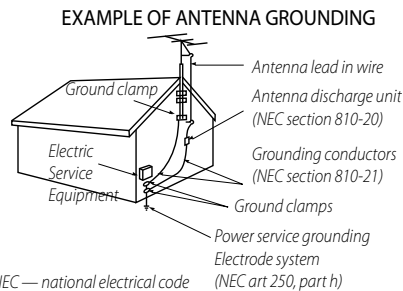 EXAMPLE OF ANTENNA GROUNDING
Antenna lead in wire
Ground clamp
Antenna discharge unit
(NEC section 810-20)
Electric
Service
Equipment
Grounding conductors
(NEC section 810-21)
Ground clamps
Power service grounding
Electrode system
(NEC art 250, part h)
NEC — national electrical code